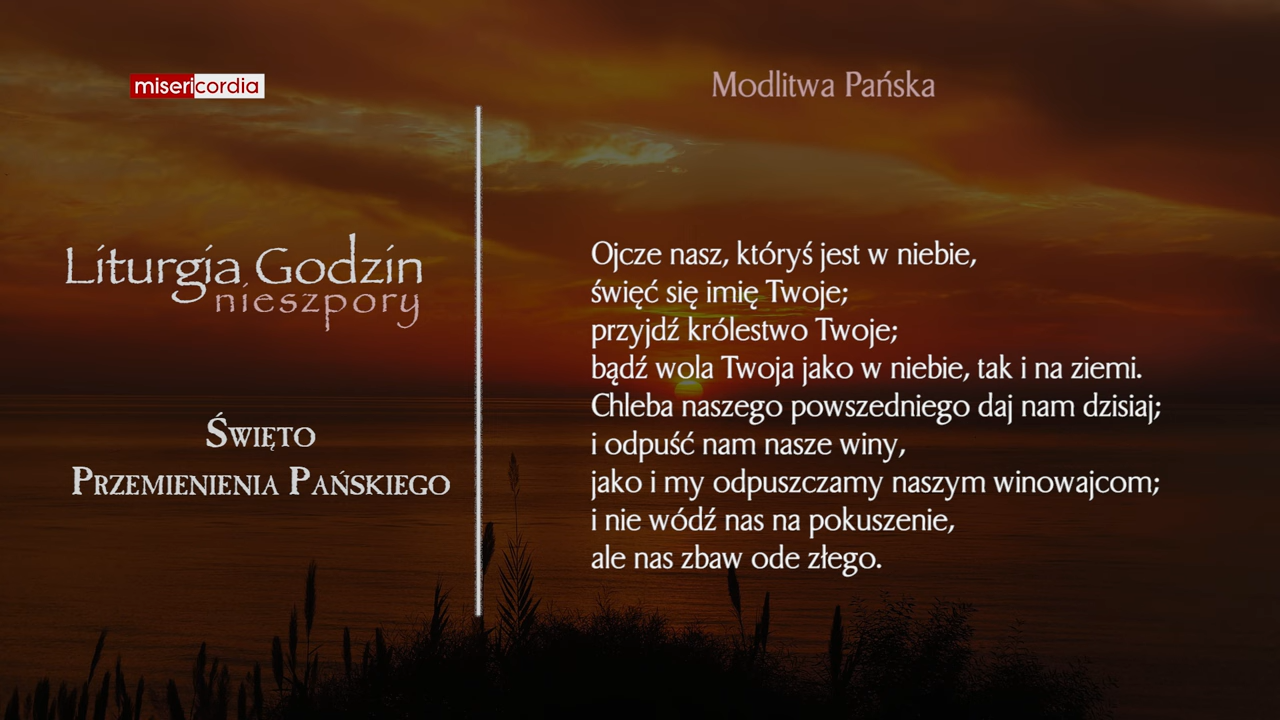 misericordia
Liturgia Godzin
nieszpory
Święto
Przemienienia Pańskiego
Modlitwa Pańska
Ojcze nasz, któryś jest w niebie,
święć się imię Twoje;
przyjdź królestwo Twoje;
bądź wola Twoja jako w niebie, tak i na ziemi.
Chleba naszego powszedniego daj nam dzisiaj;
i odpuść nam nasze winy,
jako i my odpuszczamy naszym winowajcom;
i nie wódź nas na pokuszenie,
ale nas zbaw ode złego.